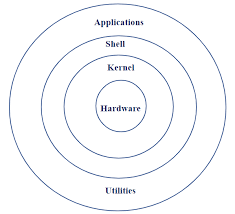 Applications
Shell
Kernel
Hardware
Utilities